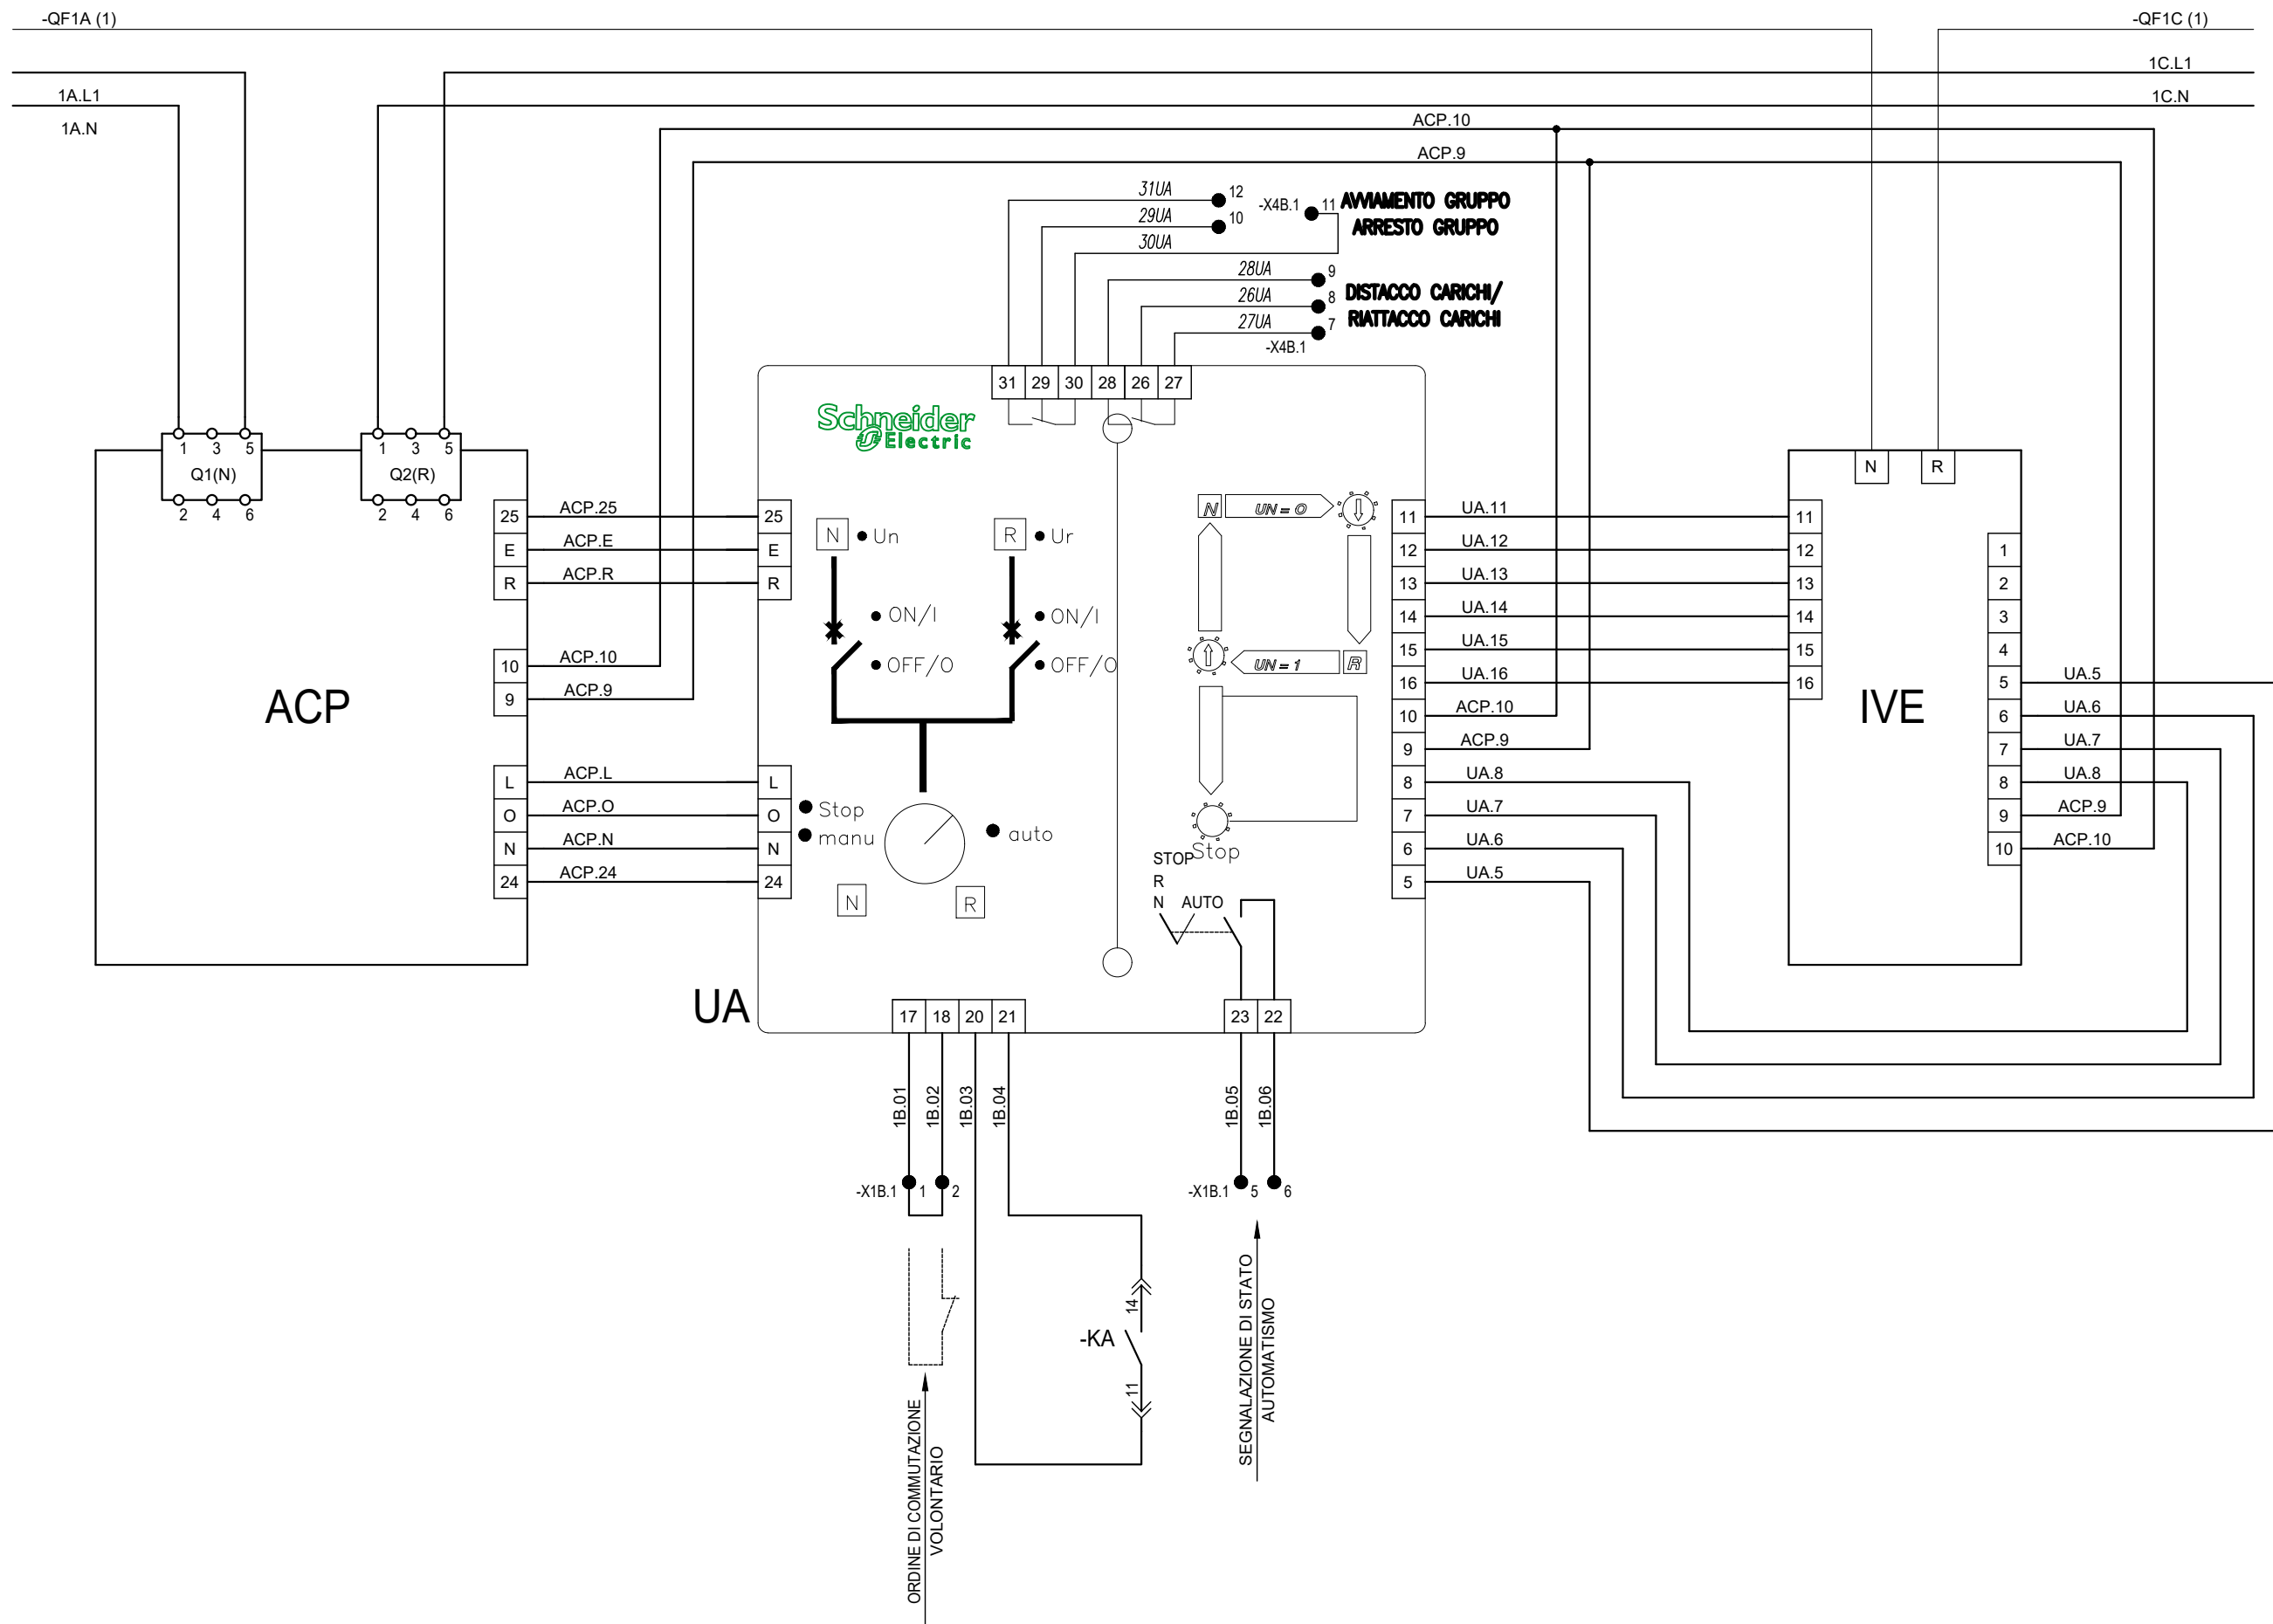 -QF1A (1)
-QF1C (1)
1C.L1
1A.L1
1C.N
1A.N
ACP.10
ACP.9
31UA
12
29UA
10
-X4B.1
11
AVVIAMENTO GRUPPO
ARRESTO GRUPPO
30UA
28UA
9
26UA
8
DISTACCO CARICHI/
RIATTACCO CARICHI
27UA
7
-X4B.1
31 29 30 28 26 27
Schneider
Electric
1 3 5
Q1(N)
2 4 6
1 3 5
Q2(R)
2 4 6
ACP
25 ACP.25 25
E ACP.E E
R ACP.R R
10 ACP.10
9 ACP.9
L ACP.L L
O ACP.O O
N ACP.N N
24 ACP.24 24
N Un
R Ur
ON/I
ON/I
OFF/O
OFF/O
Stop
manu
auto
N
R
N UN = 0
UN = 1 R
Stop
STOP
R
N AUTO
11 UA.11 11
12 UA.12 12
13 UA.13 13
14 UA.14 14
15 UA.15 15
16 UA.16 16
10 ACP.10
9 ACP.9
8 UA.8
7 UA.7
6 UA.6
5 UA.5
N R
IVE
1
2
3
4
5 UA.5
6 UA.6
7 UA.7
8 UA.8
9 ACP.9
10 ACP.10
UA
17 18 20 21
23 22
1B.01
1B.02
1B.03
1B.04
1B.05
1B.06
-X1B.1 1 2
-X1B.1 5 6
14
-KA
11
ORDINE DI COMMUTAZIONE
VOLONTARIO
SEGNALAZIONE DI STATO
AUTOMATISMO